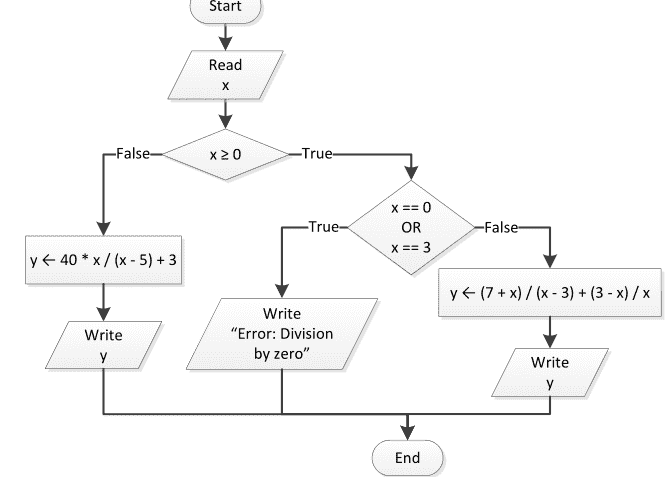 Start
Read
x
x ≥ 0
False
True
x == 0
OR
x == 3
True
False
y ← 40 * x / (x - 5) + 3
Write
y
Write
“Error: Division
by zero”
y ← (7 + x) / (x - 3) + (3 - x) / x
Write
y
End